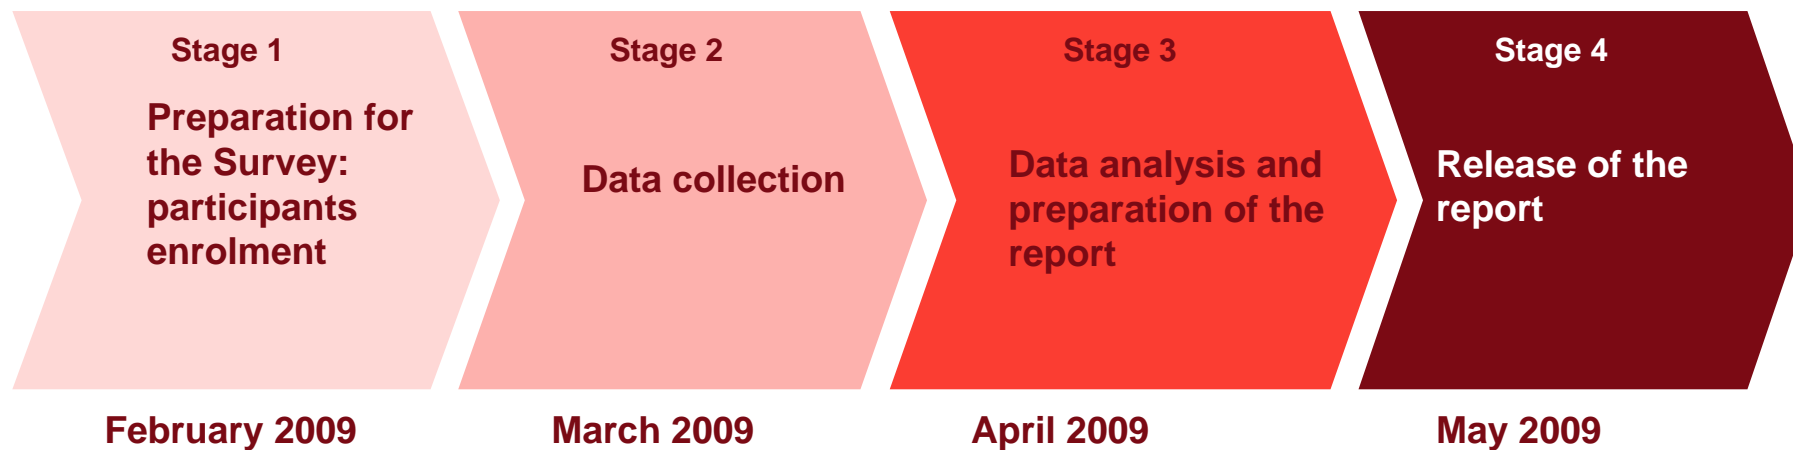 Stage 1
Preparation for
the Survey:
participants
enrolment
February 2009
Stage 2
Data collection
March 2009
Stage 3
Data analysis and
preparation of the
report
April 2009
Stage 4
Release of the
report
May 2009